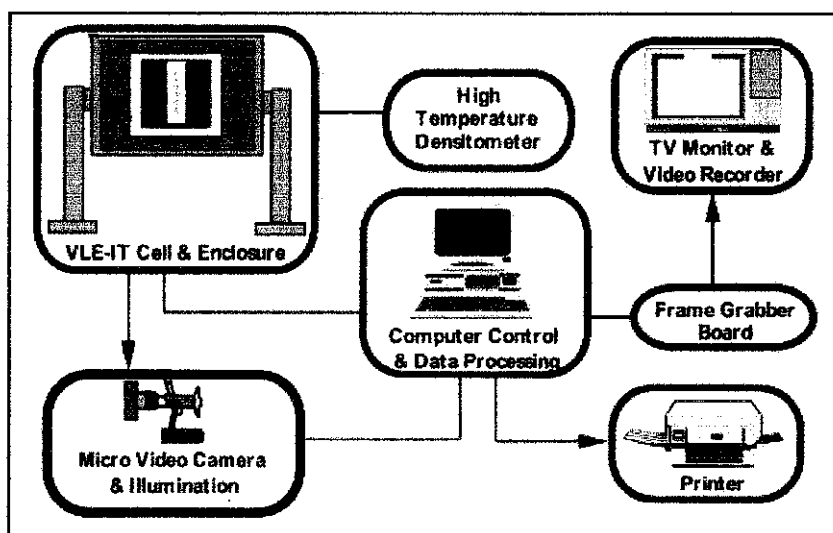 High
Temperature
Densitometer
TV Monitor &
Video Recorder
VLE-IT Cell & Enclosure
Computer Control
& Data Processing
Frame Grabber
Board
Micro Video Camera
& Illumination
Printer